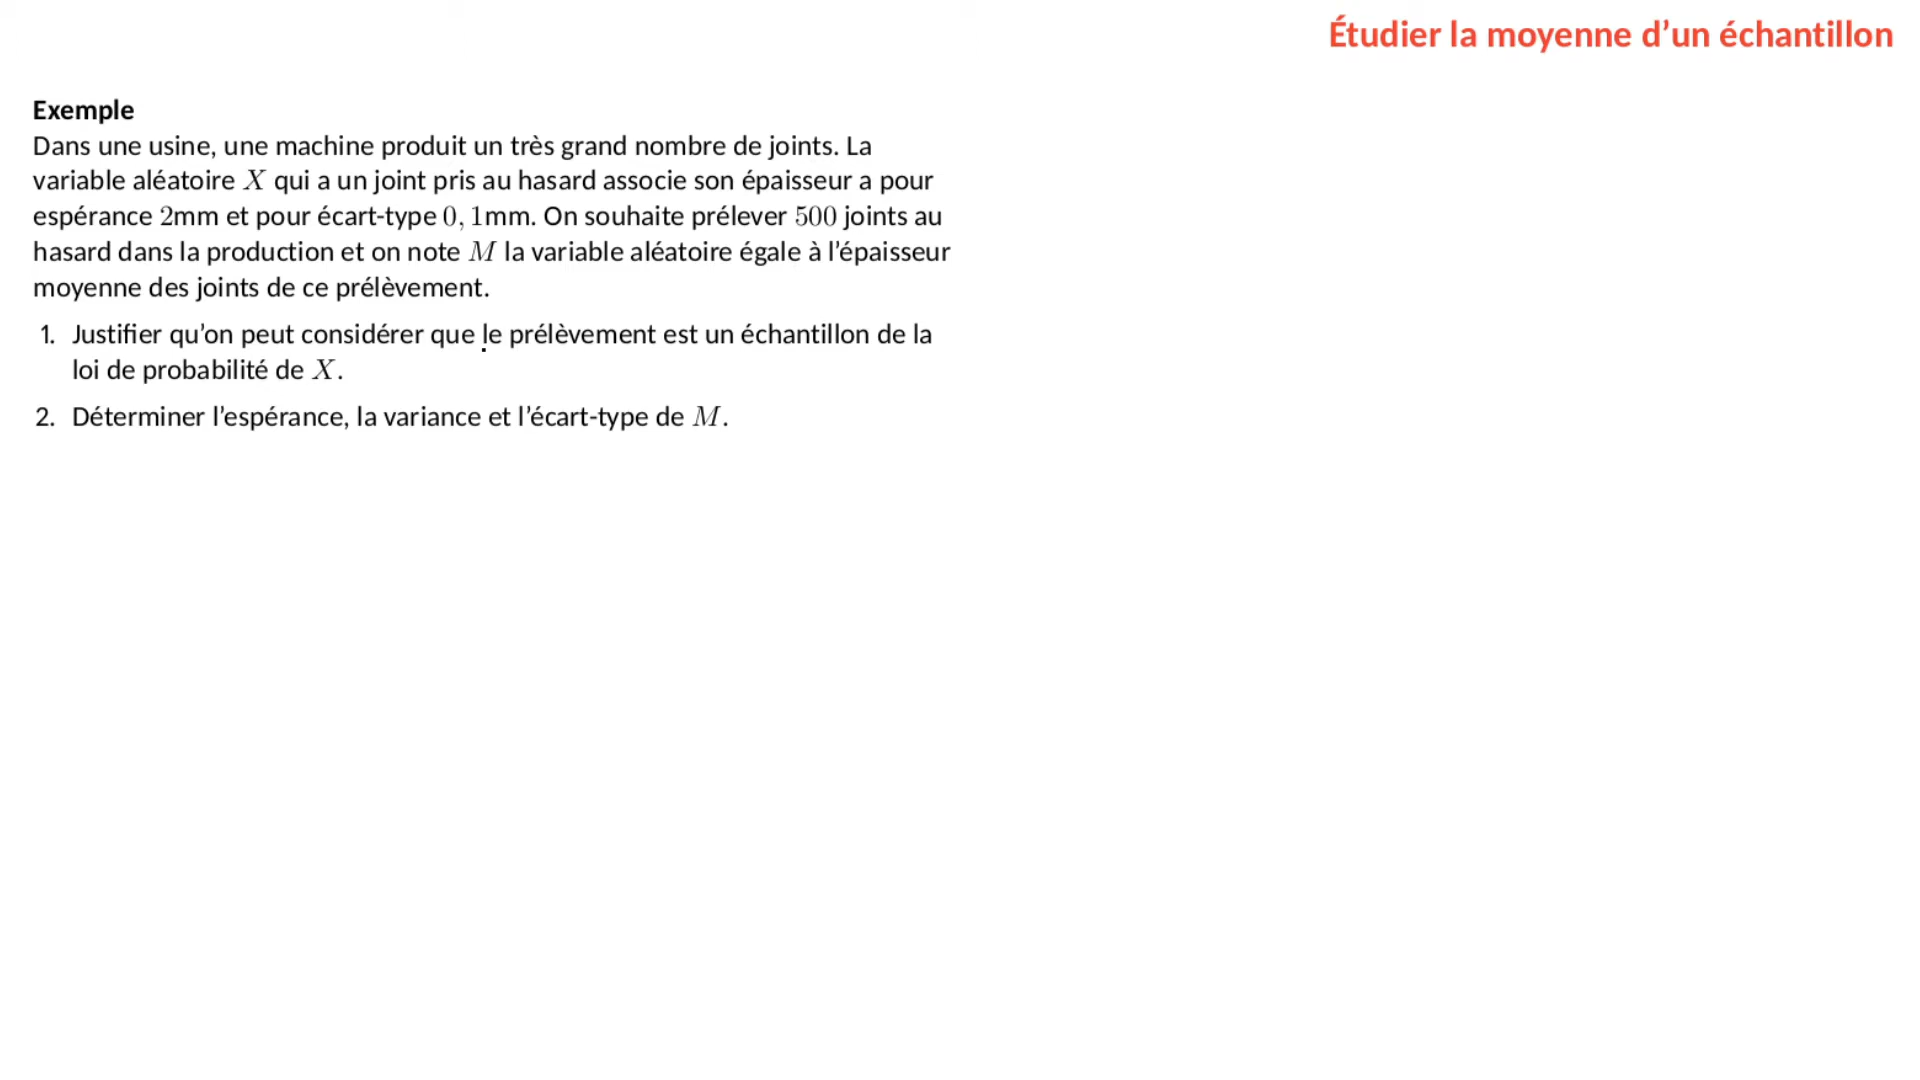 Étudier la moyenne d’un échantillon
Exemple
Dans une usine, une machine produit un très grand nombre de joints. La
variable aléatoire X qui a un joint pris au hasard associe son épaisseur a pour
espérance 2mm et pour écart-type 0, 1mm. On souhaite prélever 500 joints au
hasard dans la production et on note M la variable aléatoire égale à l’épaisseur
moyenne des joints de ce prélèvement.
1. Justifier qu’on peut considérer que le prélèvement est un échantillon de la
loi de probabilité de X.
2. Déterminer l’espérance, la variance et l’écart-type de M.